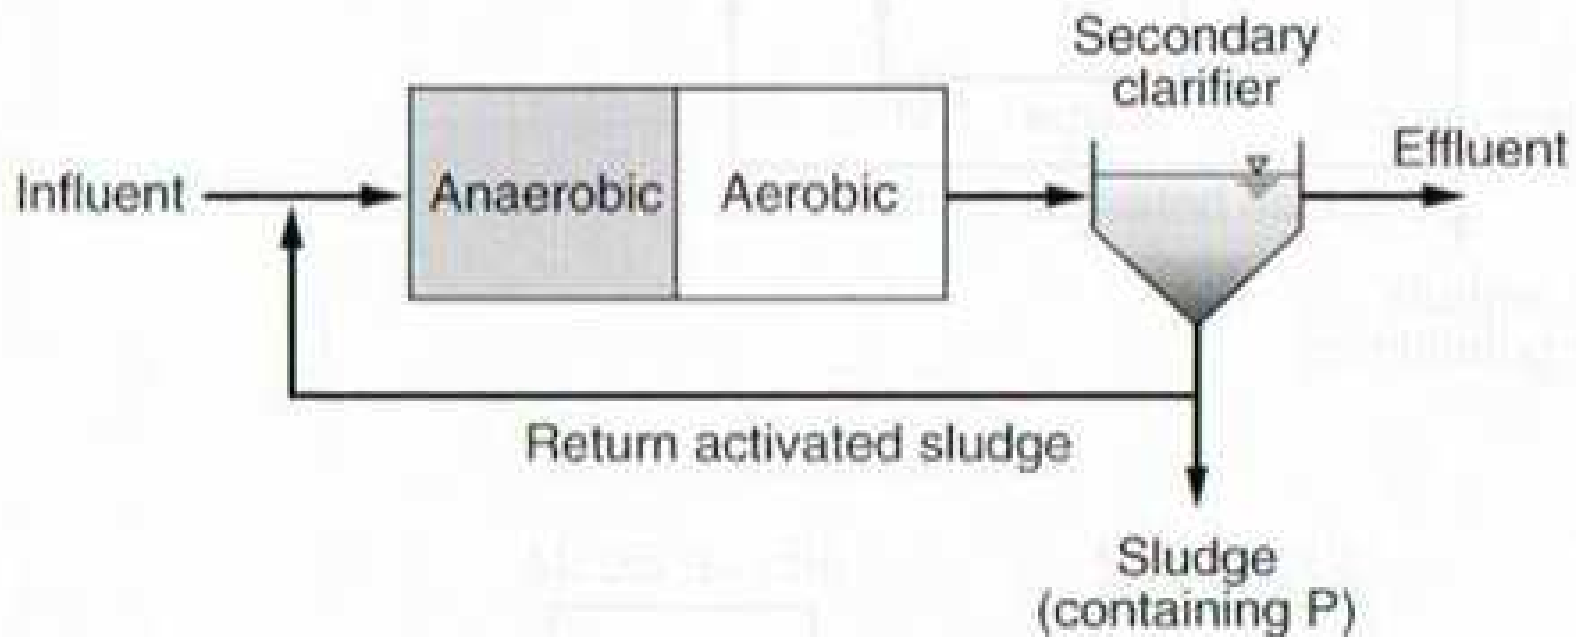 Secondary
clarifier
Effluent
Influent
Anaerobic
Aerobic
Return activated sludge
Sludge
(containing P)